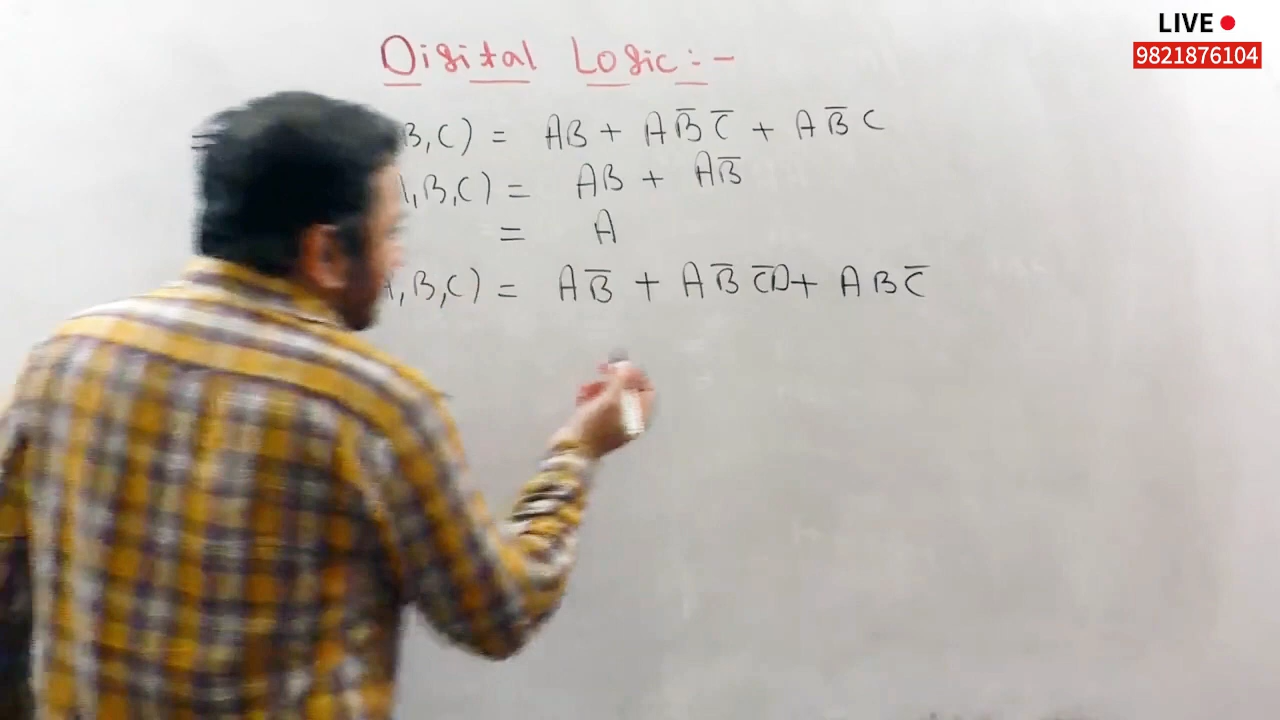 LIVE
9821876104
Digital Logic :-
= B, C) = AB + AB̅C̅ + AB̅C
A, B, C) = AB + AB̅
= A
A, B, C) = AB̅ + AB̅C̅D + ABC̅